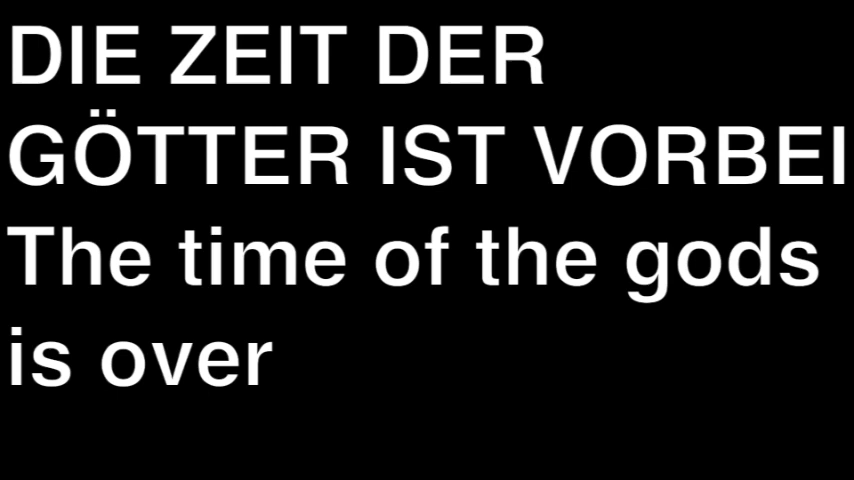 DIE ZEIT DER
GÖTTER IST VORBEI
The time of the gods
is over